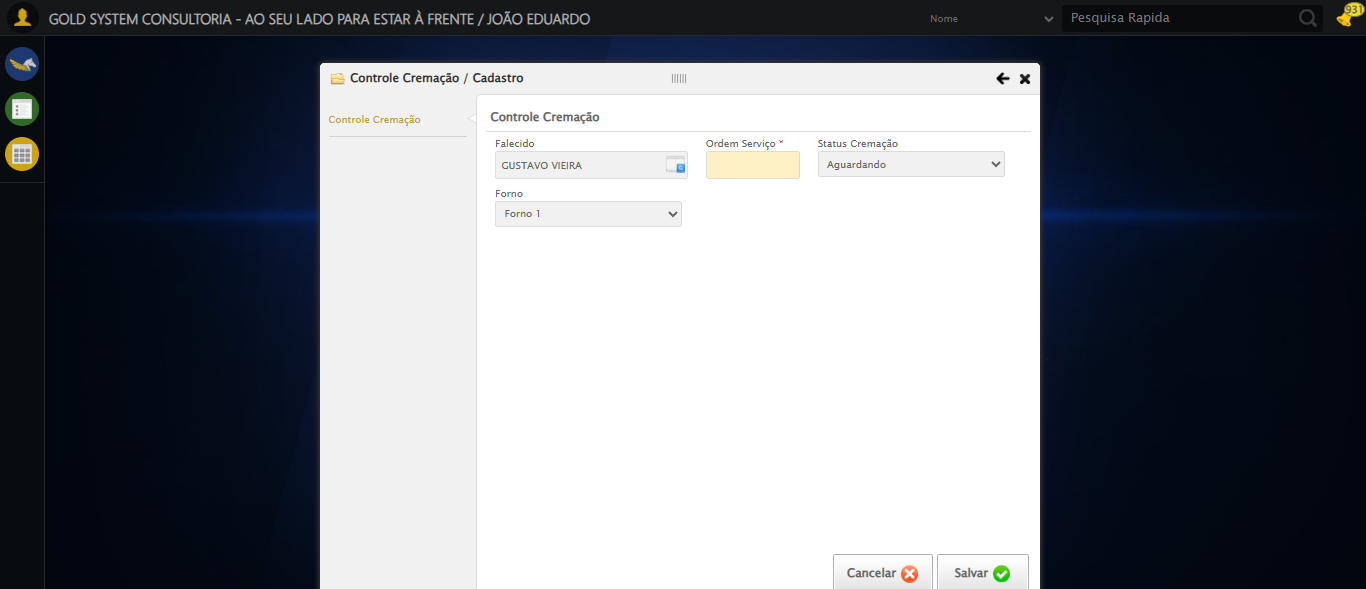 GOLD SYSTEM CONSULTORIA - AO SEU LADO PARA ESTAR À FRENTE / JOÃO EDUARDO
Nome
Pesquisa Rapida
931
Controle Cremação / Cadastro
Controle Cremação
Controle Cremação
Falecido
Ordem Serviço *
Status Cremação
GUSTAVO VIEIRA
Aguardando
Forno
Forno 1
Cancelar
Salvar